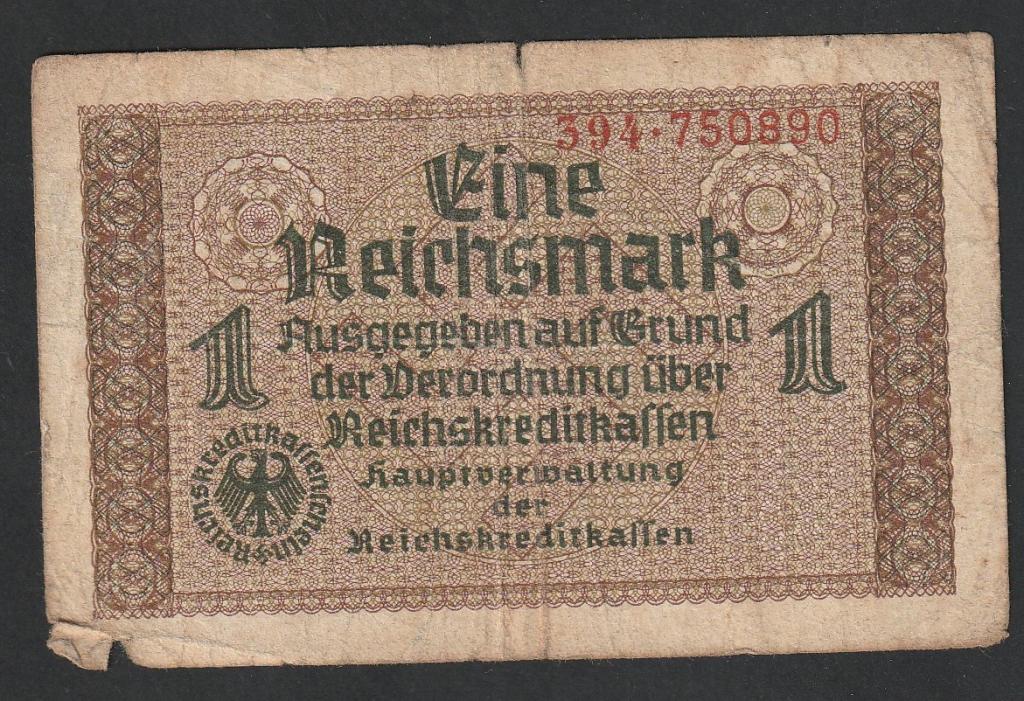 394·750890
Eine
Reichsmark
1 1
Ausgegeben auf Grund
der Verordnung über
Reichskreditkaſſen
Hauptverwaltung
der
Reichskreditkaſſen
Reichskreditkaſſenſchein